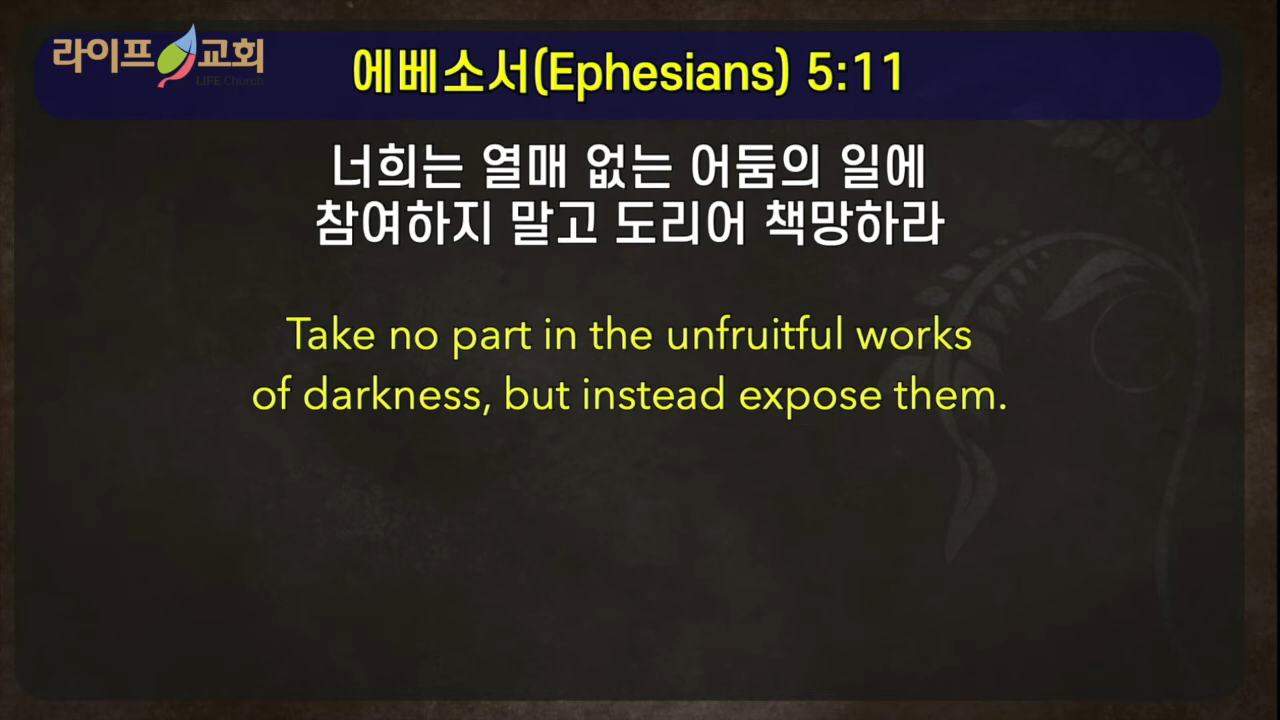 라이프 교회
LIFE Church
에베소서(Ephesians) 5:11
너희는 열매 없는 어둠의 일에
참여하지 말고 도리어 책망하라
Take no part in the unfruitful works
of darkness, but instead expose them.